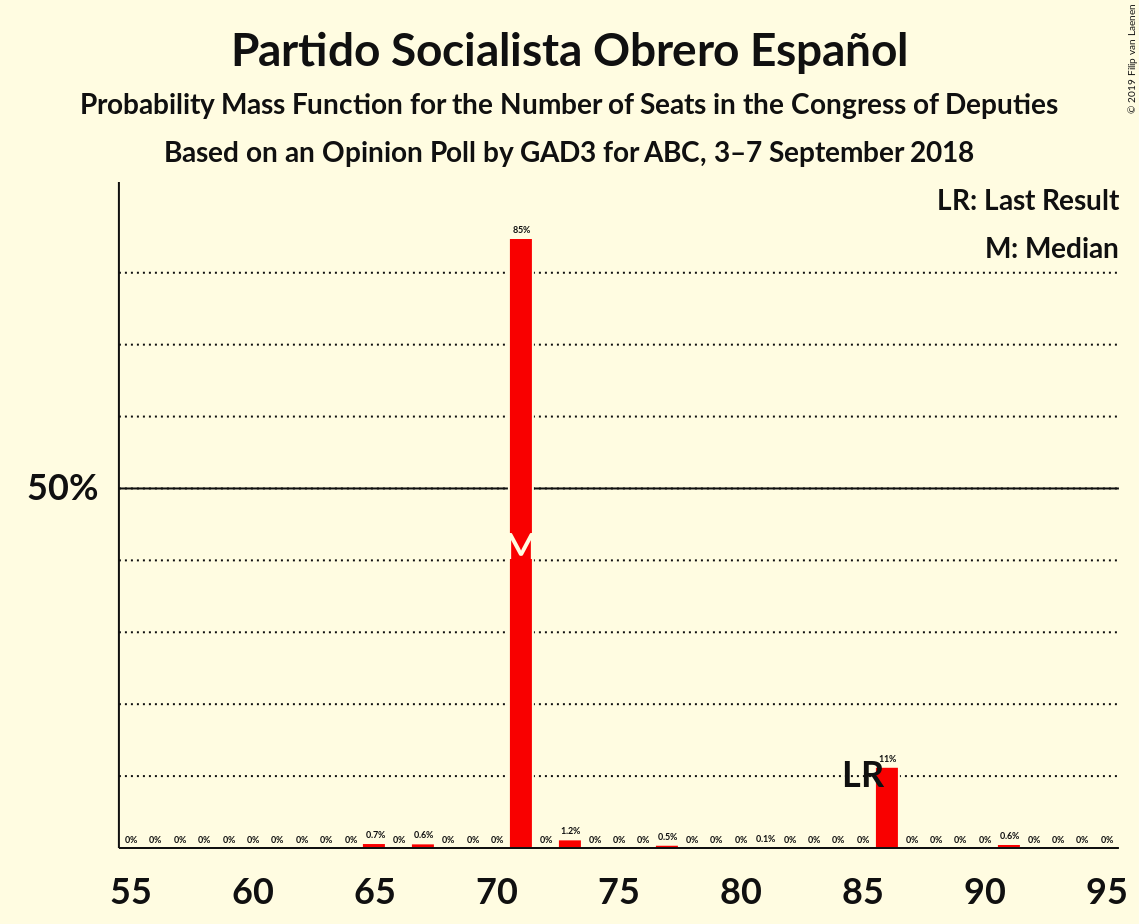 Partido Socialista Obrero Español
Probability Mass Function for the Number of Seats in the Congress of Deputies
Based on an Opinion Poll by GAD3 for ABC, 3–7 September 2018
© 2019 Filip van Laenen
LR: Last Result
M: Median
85%
50%
M
LR
11%
0% 0% 0% 0% 0% 0% 0% 0% 0% 0% 0.7% 0% 0.6% 0% 0% 0% 0% 1.2% 0% 0% 0% 0.5% 0% 0% 0% 0.1% 0% 0% 0% 0% 0% 0% 0% 0% 0.6% 0% 0% 0% 0%
55 60 65 70 75 80 85 90 95